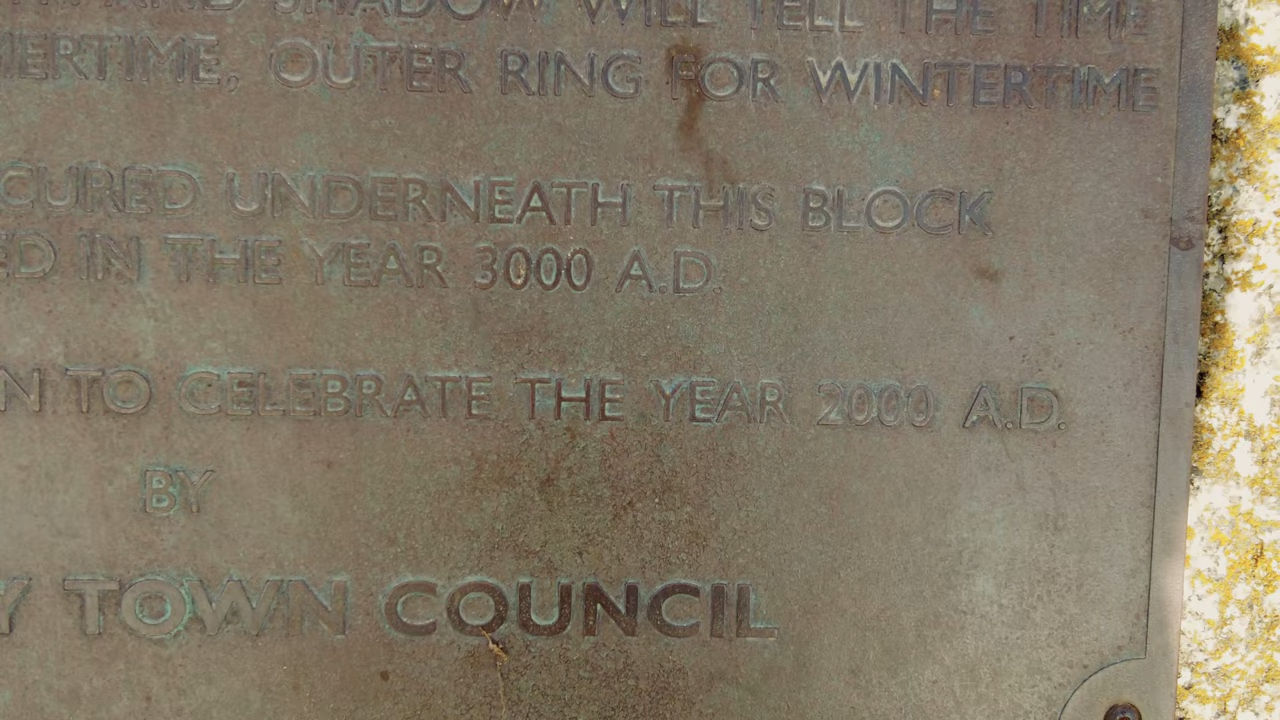 SHADOW WILL TELL THE TIME
MERTIME, OUTER RING FOR WINTERTIME
CURED UNDERNEATH THIS BLOCK
ED IN THE YEAR 3000 A.D.
N TO CELEBRATE THE YEAR 2000 A.D.
BY
Y TOWN COUNCIL